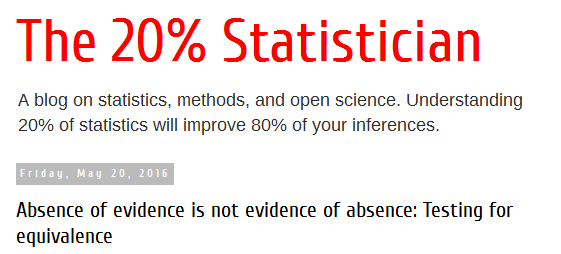 The 20% Statistician
A blog on statistics, methods, and open science. Understanding
20% of statistics will improve 80% of your inferences.
Friday, May 20, 2016
Absence of evidence is not evidence of absence: Testing for
equivalence